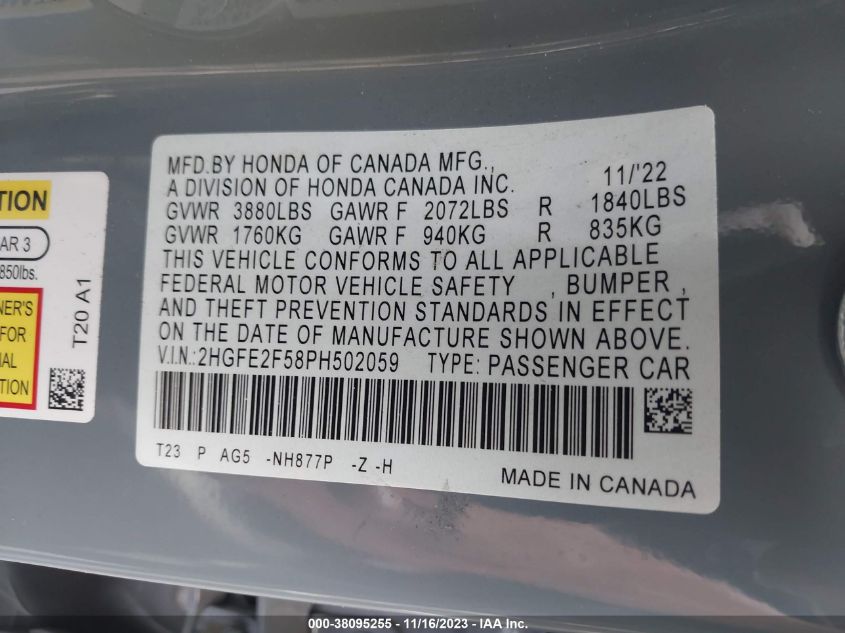 MFD.BY HONDA OF CANADA MFG.,
A DIVISION OF HONDA CANADA INC. 11/'22
GVWR 3880LBS GAWR F 2072LBS R 1840LBS
GVWR 1760KG GAWR F 940KG R 835KG
THIS VEHICLE CONFORMS TO ALL APPLICABLE
FEDERAL MOTOR VEHICLE SAFETY , BUMPER ,
AND THEFT PREVENTION STANDARDS IN EFFECT
ON THE DATE OF MANUFACTURE SHOWN ABOVE.
V.I.N.:2HGFE2F58PH502059 TYPE: PASSENGER CAR
T23 P AG5 -NH877P -Z -H
MADE IN CANADA
TION
AR 3
850lbs.
NER'S
FOR
IAL
TION
T20 A1
000-38095255 - 11/16/2023 - IAA Inc.